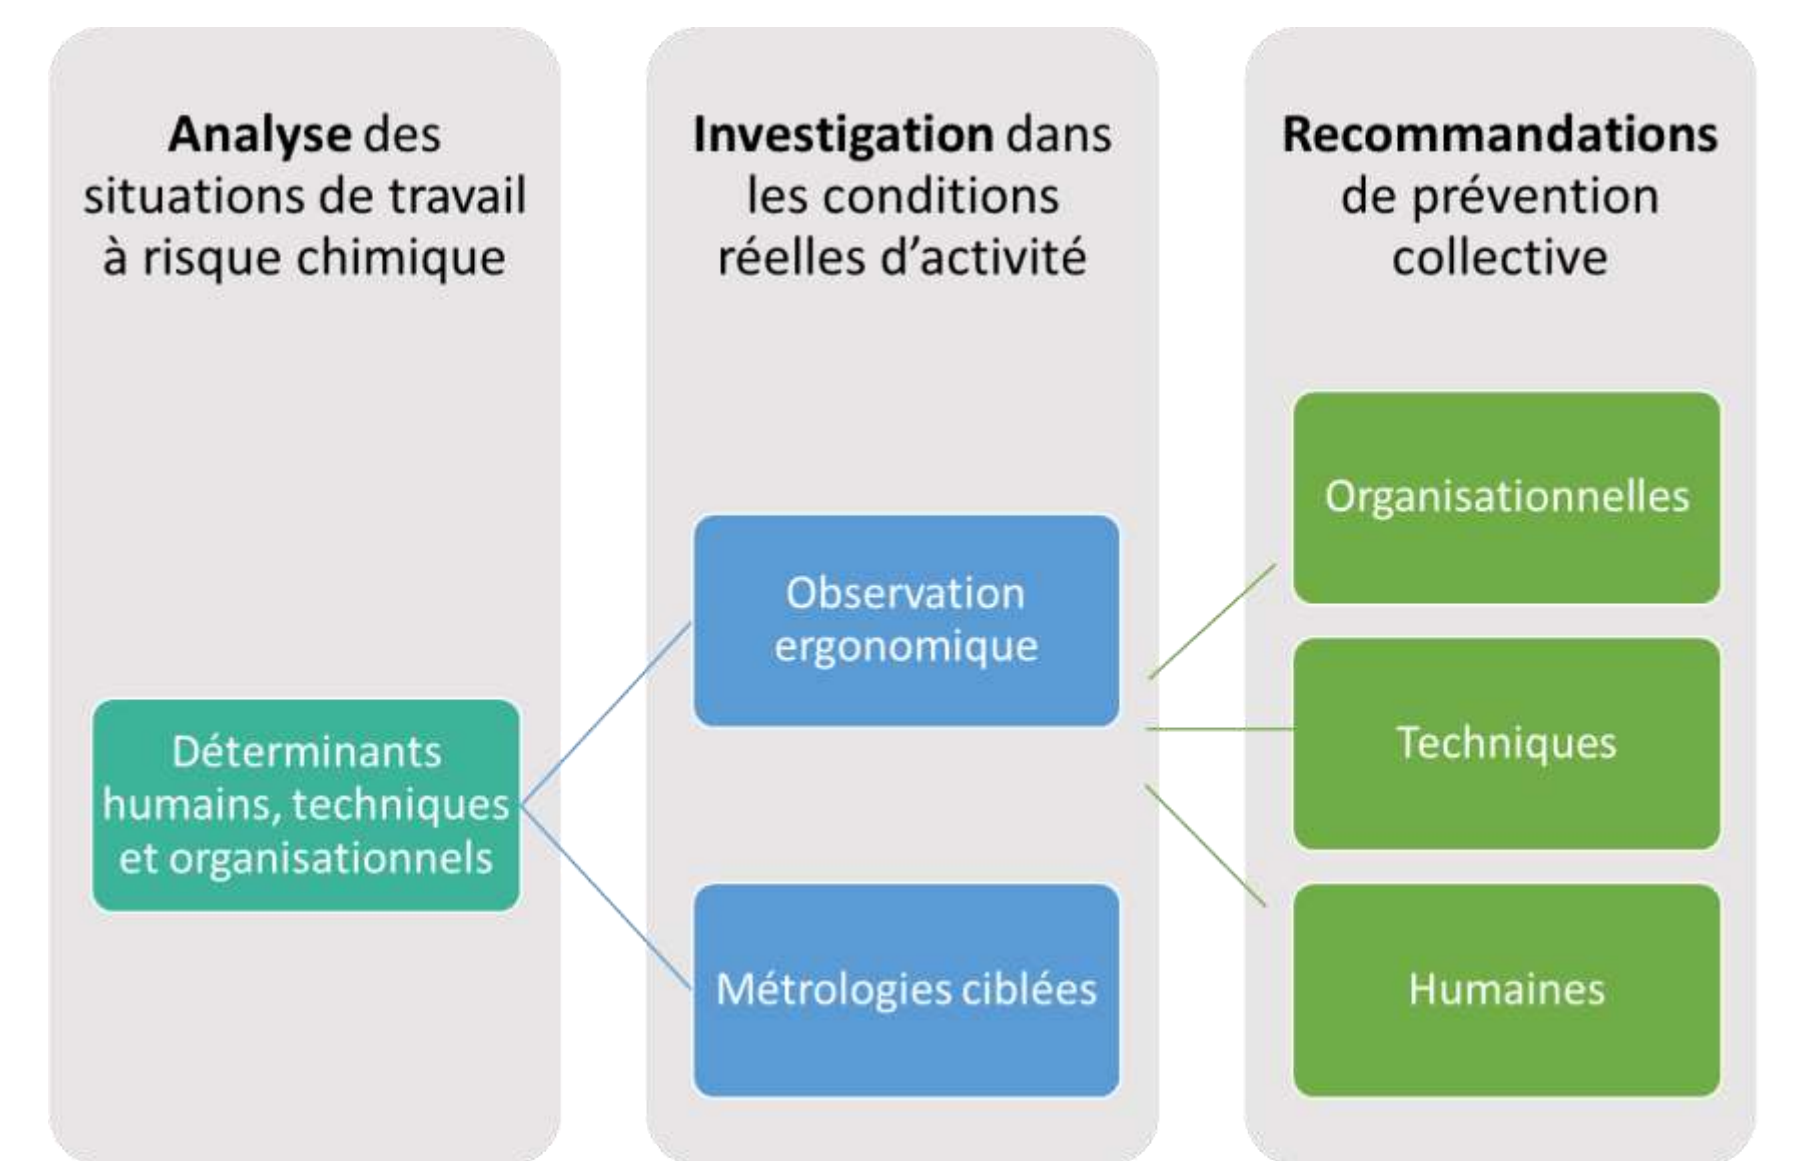 Analyse des
situations de travail
à risque chimique
Déterminants
humains, techniques
et organisationnels
Investigation dans
les conditions
réelles d’activité
Observation
ergonomique
Métrologies ciblées
Recommandations
de prévention
collective
Organisationnelles
Techniques
Humaines